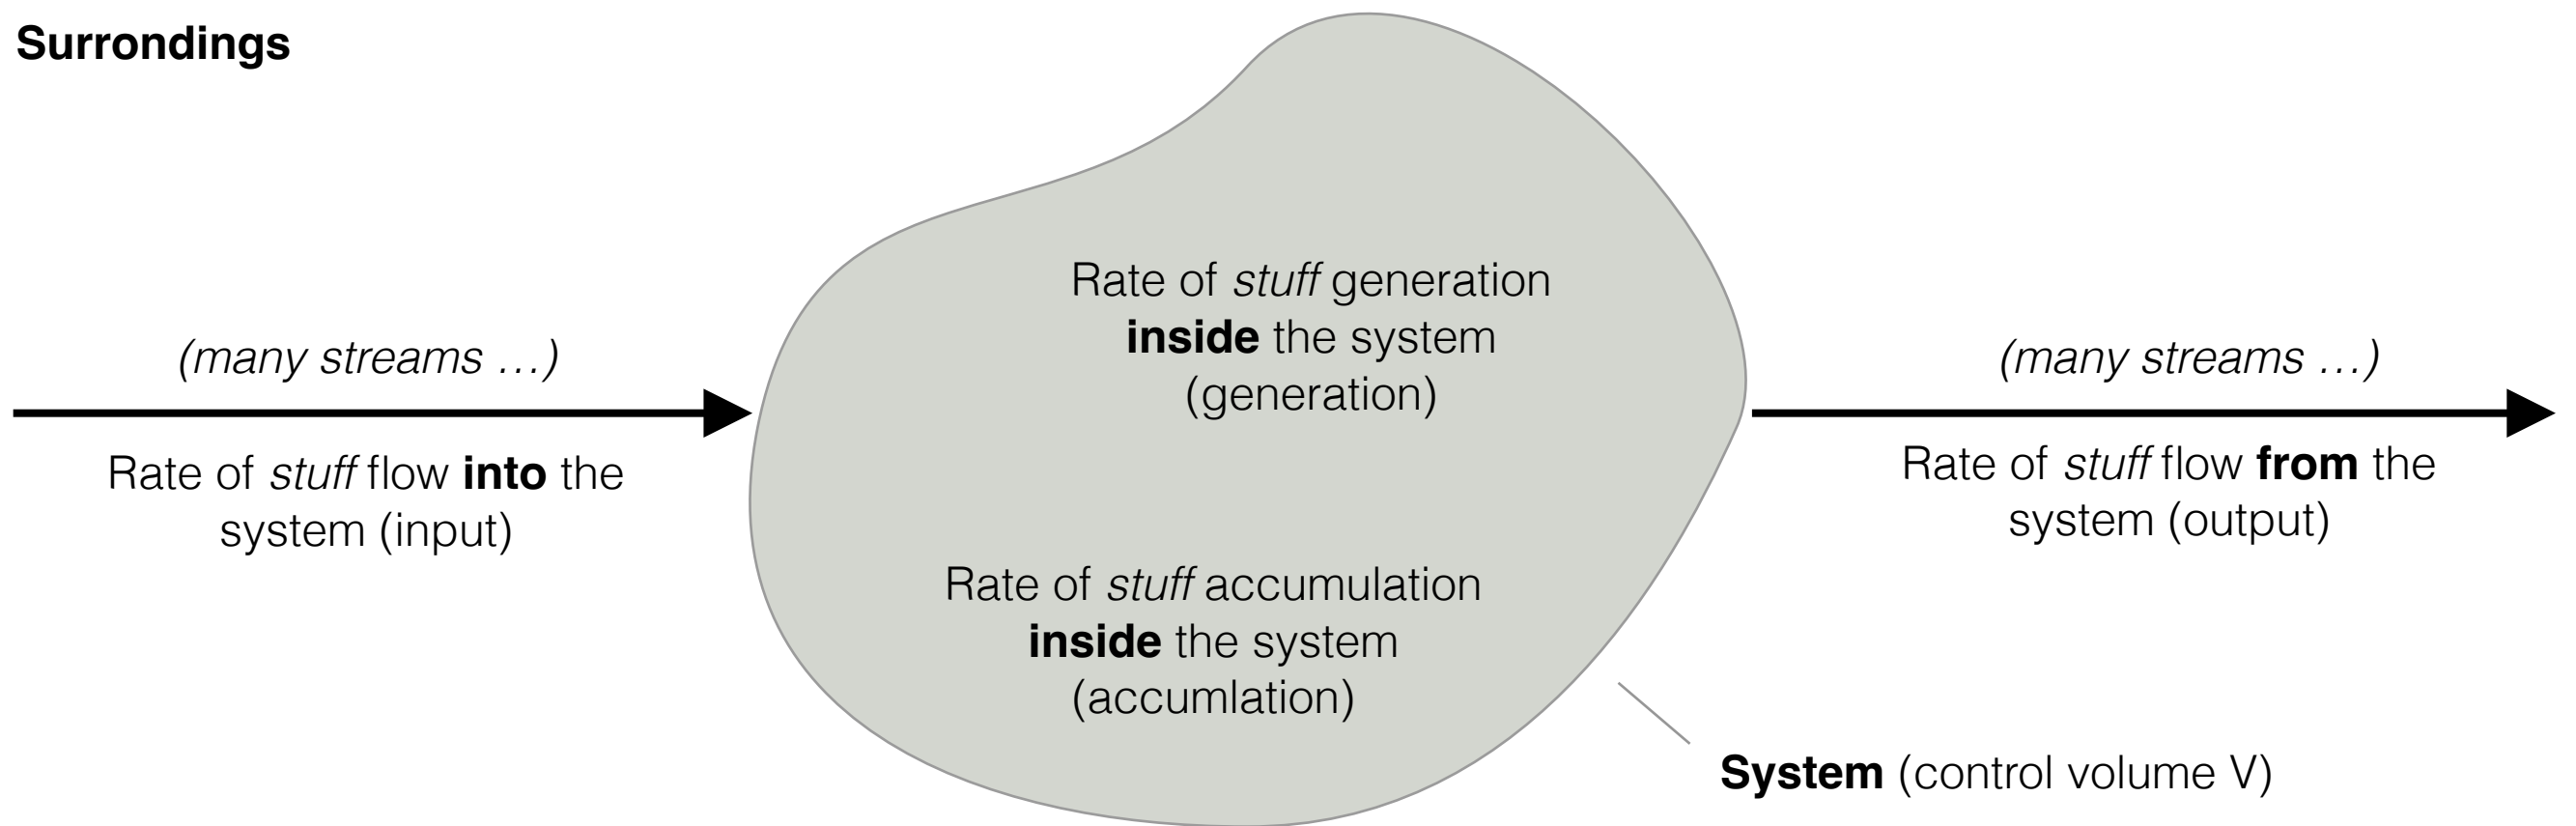 Surrondings
(many streams …)
Rate of stuff flow into the
system (input)
Rate of stuff generation
inside the system
(generation)
Rate of stuff accumulation
inside the system
(accumlation)
(many streams …)
Rate of stuff flow from the
system (output)
System (control volume V)